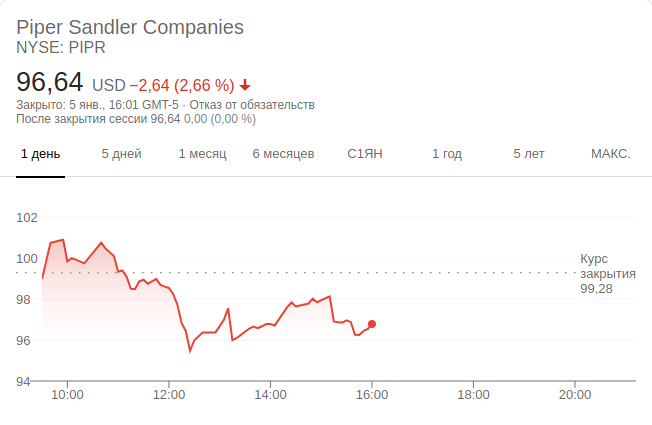 Piper Sandler Companies
NYSE: PIPR
96,64 USD −2,64 (2,66 %)
Закрыто: 5 янв., 16:01 GMT-5 · Отказ от обязательств
После закрытия сессии 96,64 0,00 (0,00 %)
1 день 5 дней 1 месяц 6 месяцев С1ЯН 1 год 5 лет МАКС.
102
100
98
96
94
Курс
закрытия
99,28
10:00 12:00 14:00 16:00 18:00 20:00